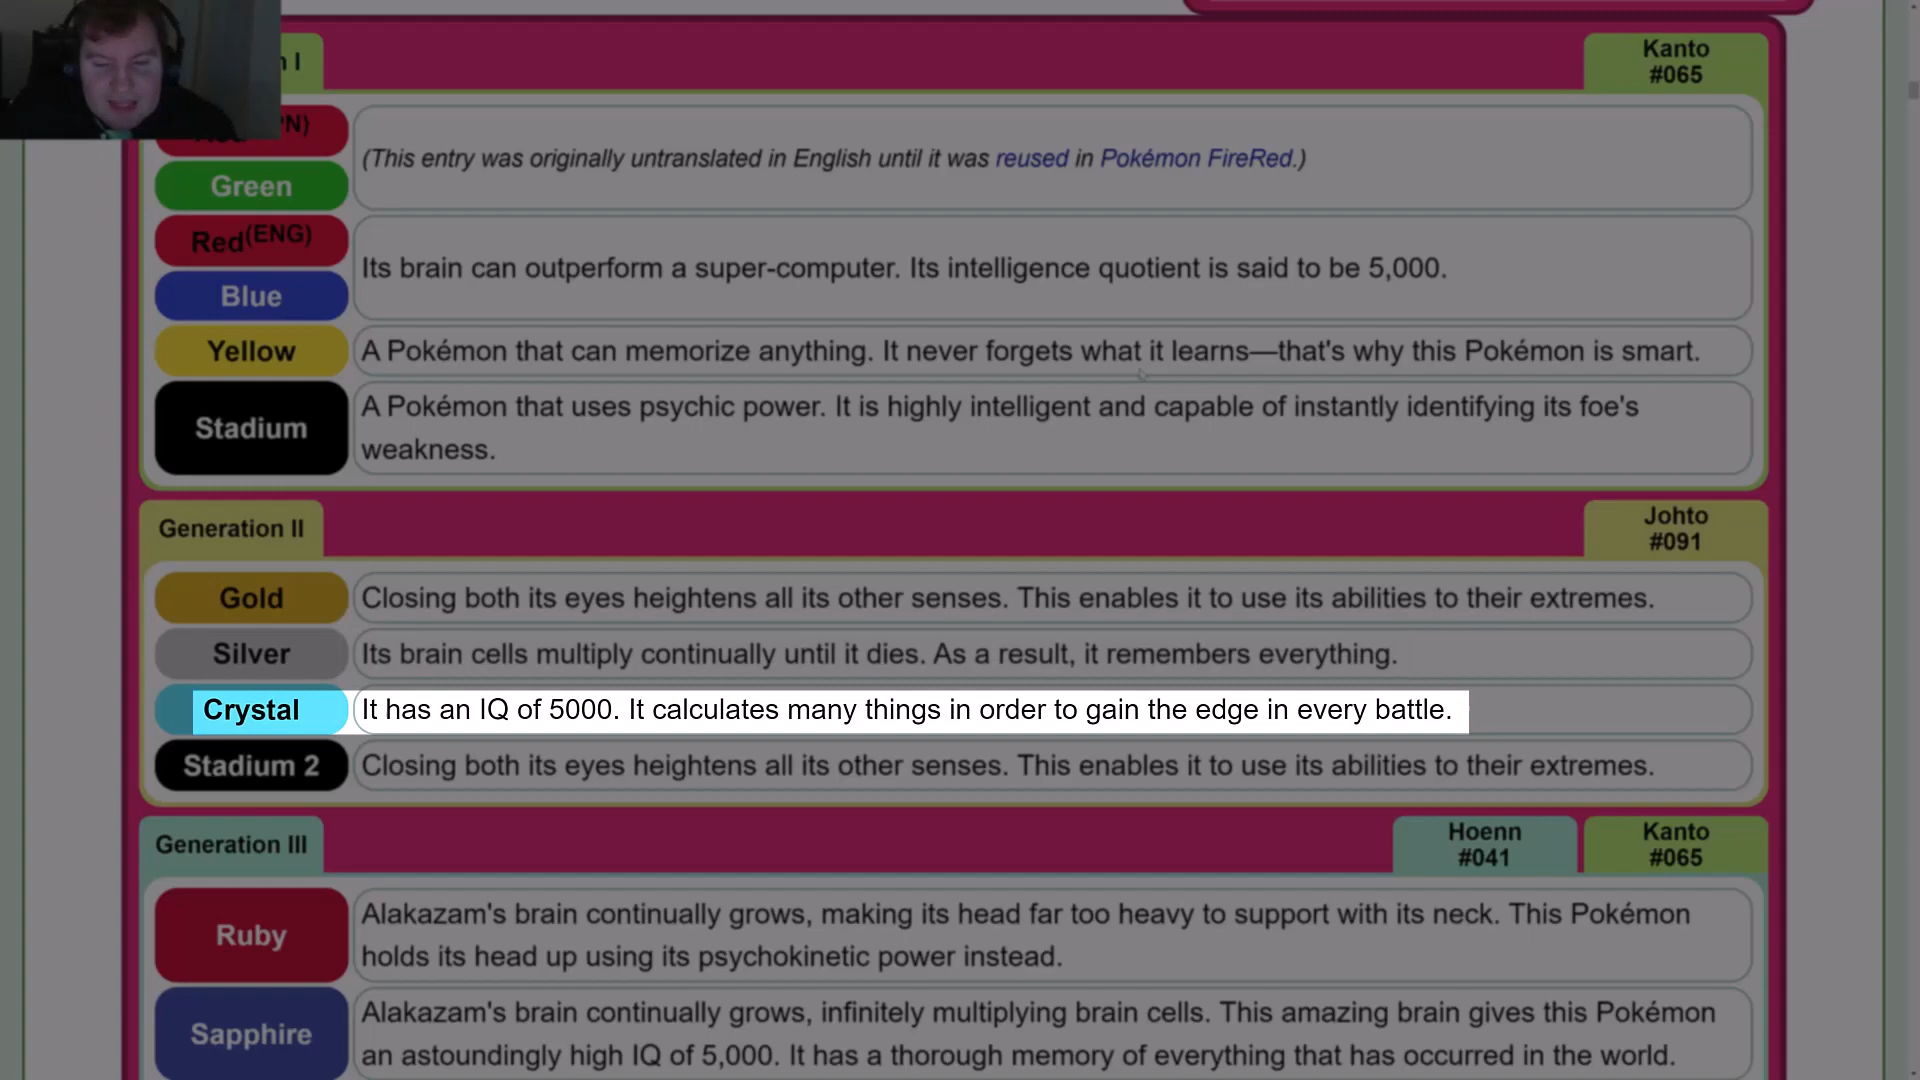 n I
Kanto
#065
PN)
(This entry was originally untranslated in English until it was reused in Pokémon FireRed.)
Green
Red(ENG)
Its brain can outperform a super-computer. Its intelligence quotient is said to be 5,000.
Blue
Yellow
A Pokémon that can memorize anything. It never forgets what it learns—that's why this Pokémon is smart.
Stadium
A Pokémon that uses psychic power. It is highly intelligent and capable of instantly identifying its foe's
weakness.
Generation II
Johto
#091
Gold
Closing both its eyes heightens all its other senses. This enables it to use its abilities to their extremes.
Silver
Its brain cells multiply continually until it dies. As a result, it remembers everything.
Crystal
It has an IQ of 5000. It calculates many things in order to gain the edge in every battle.
Stadium 2
Closing both its eyes heightens all its other senses. This enables it to use its abilities to their extremes.
Generation III
Hoenn
#041
Kanto
#065
Ruby
Alakazam's brain continually grows, making its head far too heavy to support with its neck. This Pokémon
holds its head up using its psychokinetic power instead.
Sapphire
Alakazam's brain continually grows, infinitely multiplying brain cells. This amazing brain gives this Pokémon
an astoundingly high IQ of 5,000. It has a thorough memory of everything that has occurred in the world.